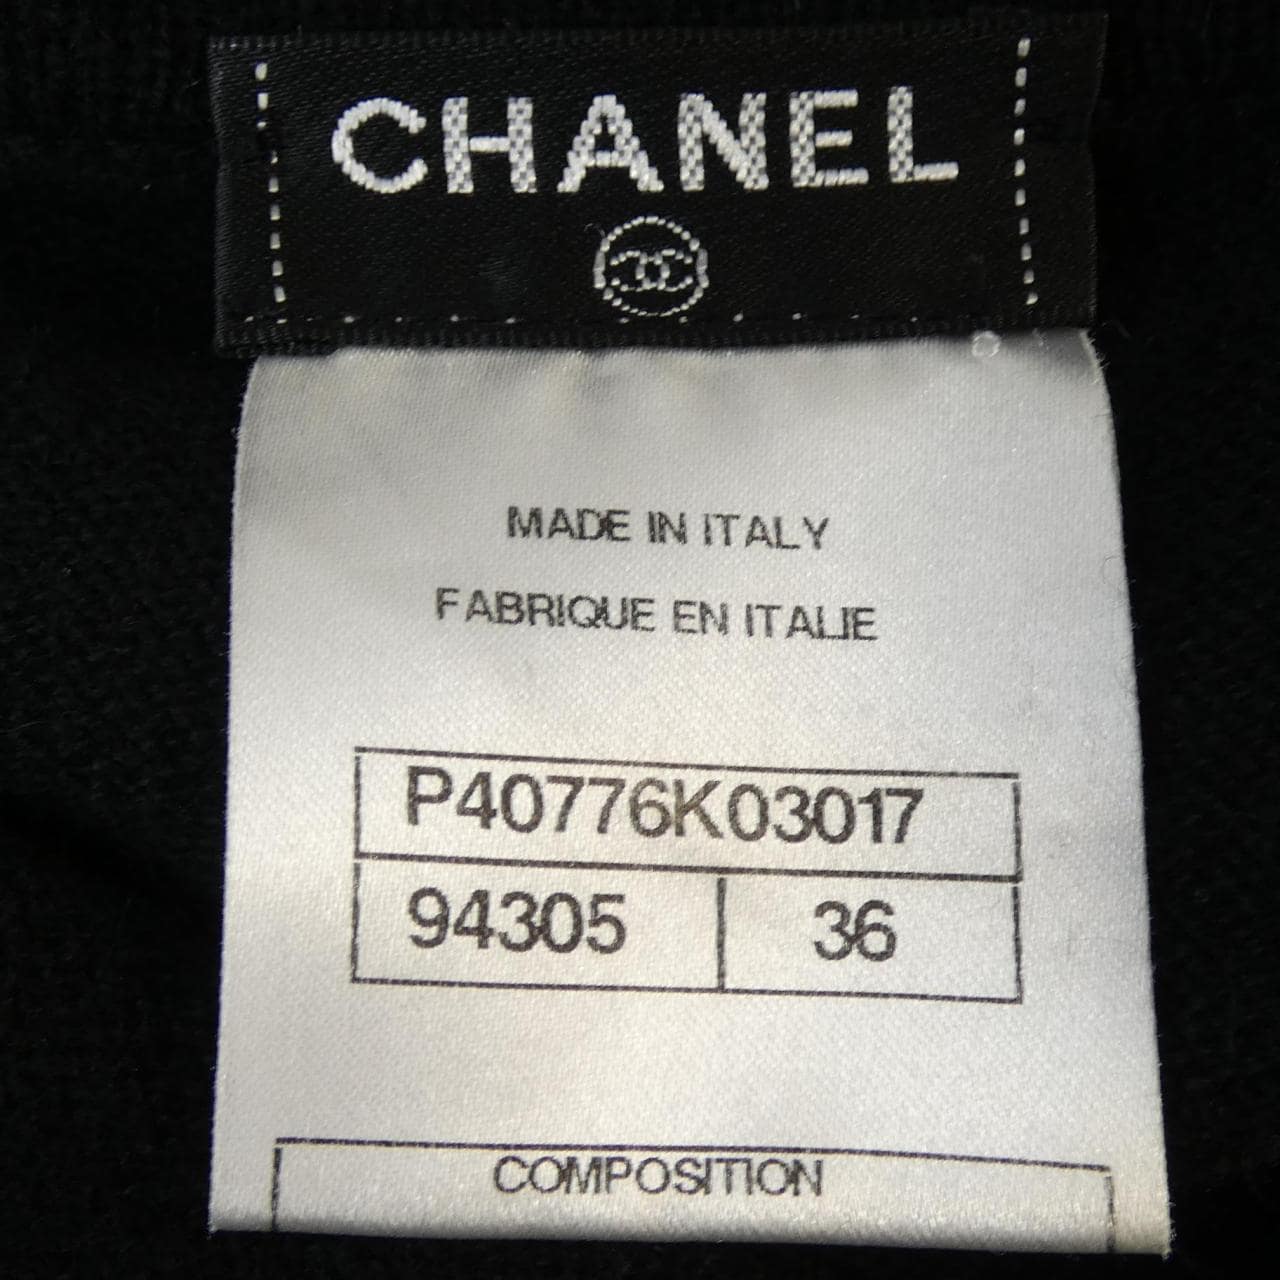 CHANEL
MADE IN ITALY
FABRIQUE EN ITALIE
P40776K03017
94305 36
COMPOSITION